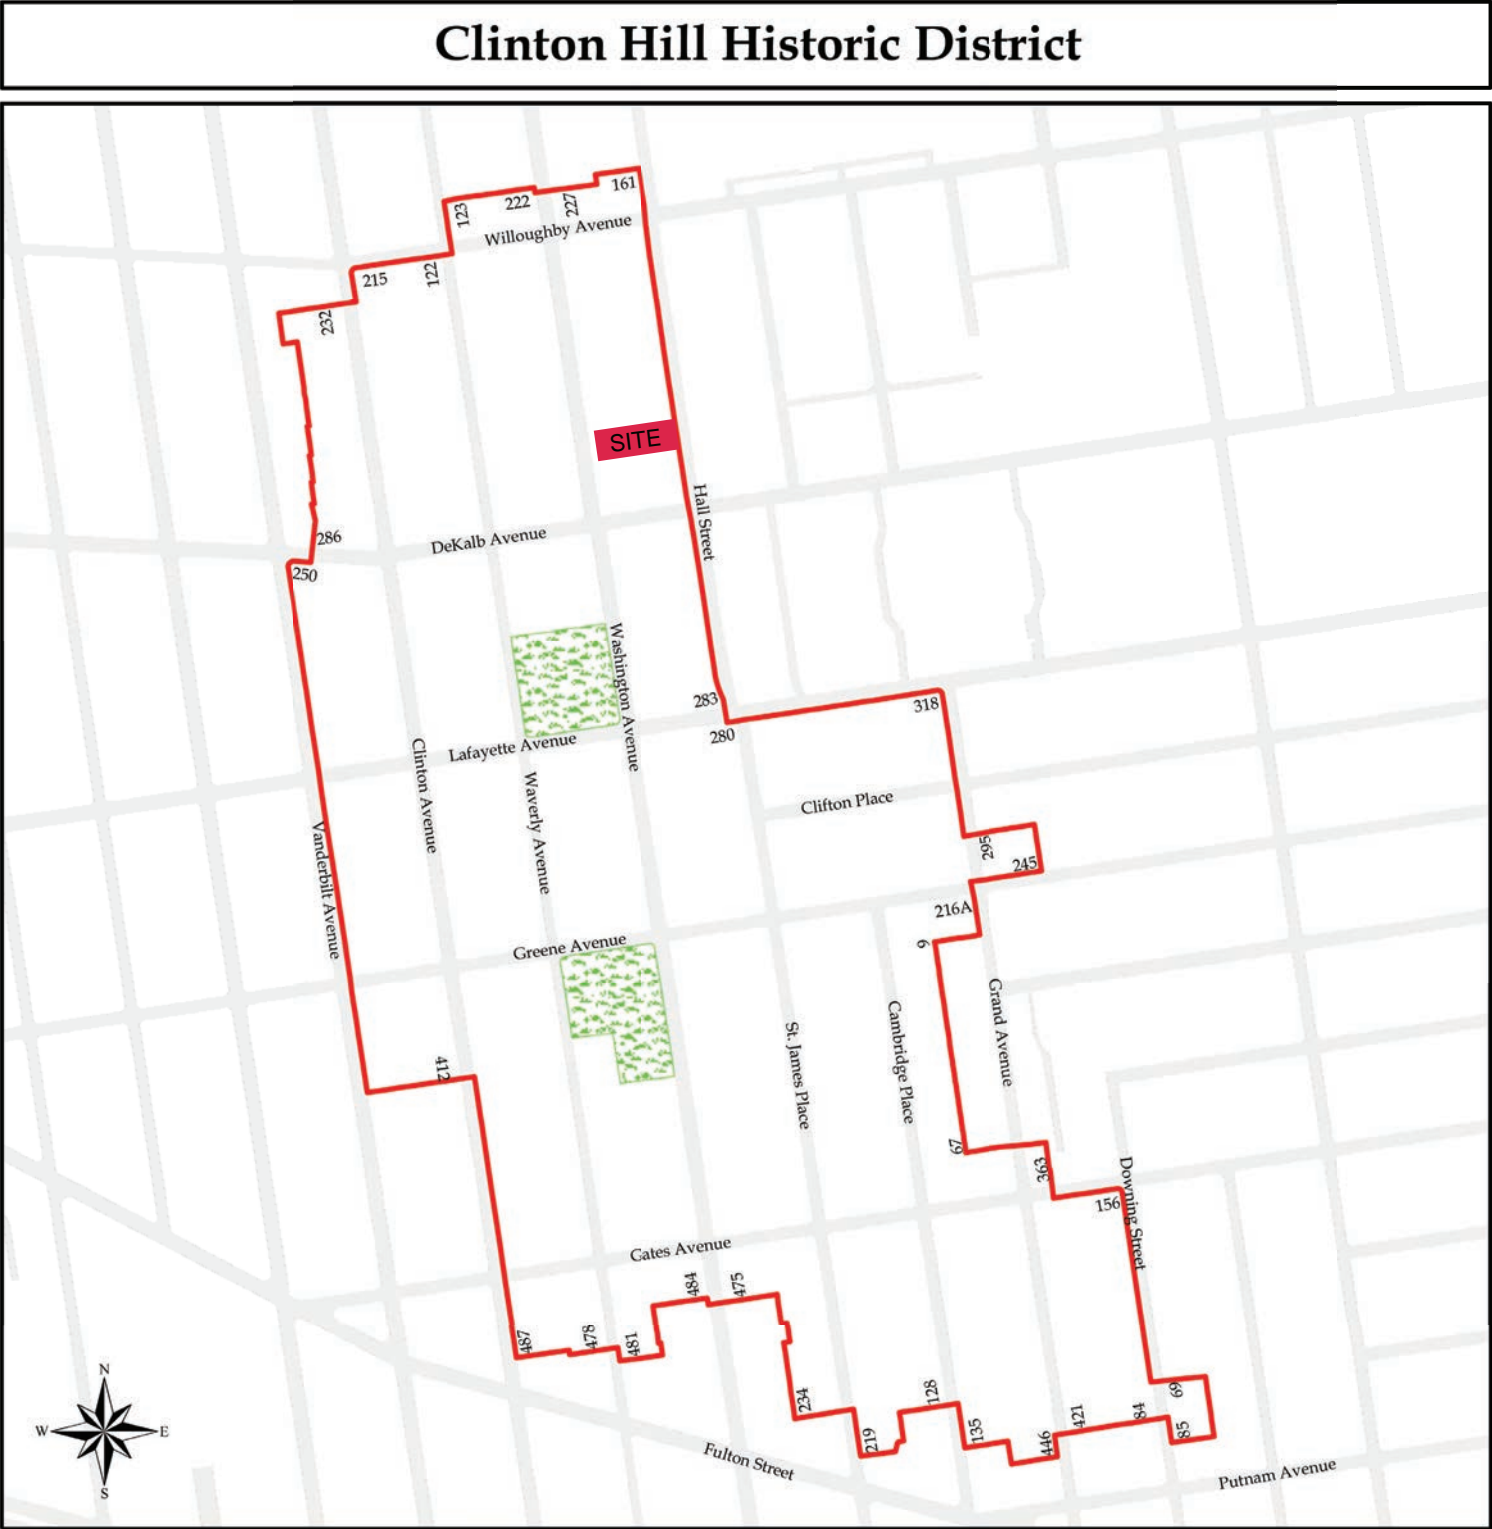 Clinton Hill Historic District
161
222
227
123
Willoughby Avenue
122
215
232
SITE
Hall Street
286
DeKalb Avenue
250
Washington Avenue
283
318
280
Lafayette Avenue
Clinton Avenue
Waverly Avenue
Clifton Place
Vanderbilt Avenue
295
245
216A
9
Greene Avenue
Grand Avenue
Cambridge Place
St. James Place
412
67
363
Downing Street
156
Gates Avenue
484
475
487
478
481
234
128
69
219
135
446
421
84
85
Fulton Street
Putnam Avenue
N
W
E
S